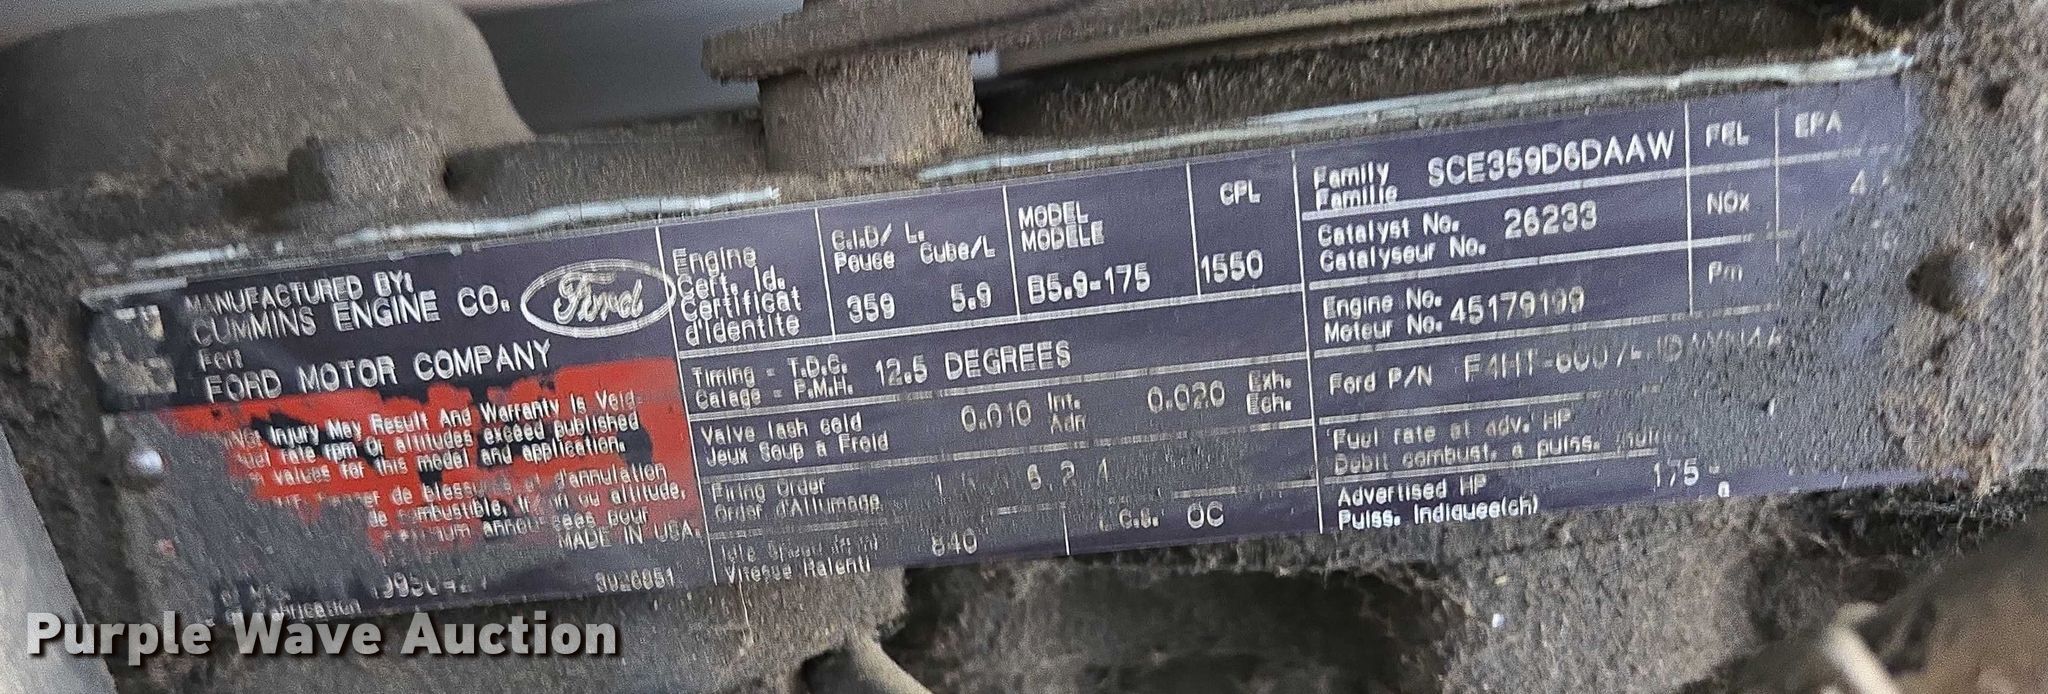 MANUFACTURED BY:
CUMMINS ENGINE CO.
For:
FORD MOTOR COMPANY
Ford
Injury May Result And Warranty Is Void
fuel rate rpm Or altitudes exceed published
values for this model and application.
de blessures et d'annulation
de combustible, ou altitude,
pour
MADE IN USA.
Engine
Cert. Id.
Certificat
d'Identite
C.I.D/ L.
Pouce Cube/L
359 5.9
MODEL
MODELE
B5.9-175
CPL
1550
Timing - T.D.C.
Calage - P.M.H.
12.5 DEGREES
Valve lash cold
Jeux Soup à Froid
0.010 Int.
Adn
0.020 Exh.
Ech.
Firing Order
Order d'Allumage
6 2 4
Vitesse Ralenti
840
E.C.S. OC
Family
Famille
SCE359D6DAAW
Catalyst No.
Catalyseur No.
26233
Engine No.
Moteur No.
45179199
Ford P/N
Fuel rate at adv. HP
Debit combust. a puiss.
Advertised HP
Puiss. Indiquee(ch)
175
FEL
EPA
NOx
Pm
Purple Wave Auction